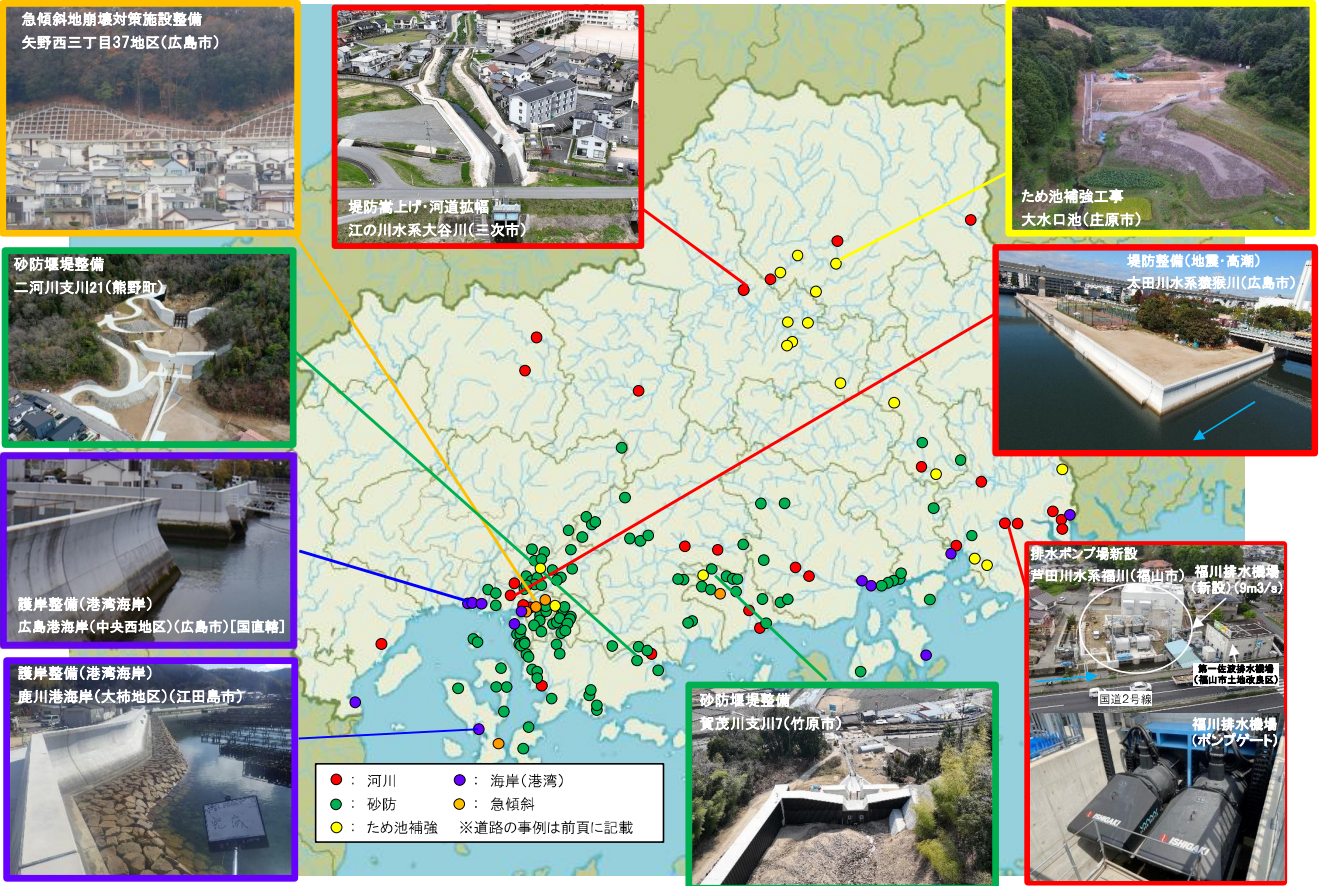 急傾斜地崩壊対策施設整備
矢野西三丁目37地区(広島市)
堤防嵩上げ・河道拡幅
江の川水系大谷川(三次市)
ため池補強工事
大水口池(庄原市)
砂防堰堤整備
二河川支川21(熊野町)
堤防整備(地震・高潮)
太田川水系猿猴川(広島市)
護岸整備(港湾海岸)
広島港海岸(中央西地区)(広島市)[国直轄]
護岸整備(港湾海岸)
鹿川港海岸(大柿地区)(江田島市)
完成
排水ポンプ場新設
芦田川水系福川(福山市)
福川排水機場
(新設)(9m3/s)
第一佐波排水機場
(福山市土地改良区)
国道2号線
福川排水機場
(ポンプゲート)
ISHIGAKI
ISHIGAKI
砂防堰堤整備
賀茂川支川7(竹原市)
: 河川
: 海岸(港湾)
: 砂防
: 急傾斜
: ため池補強
※道路の事例は前頁に記載